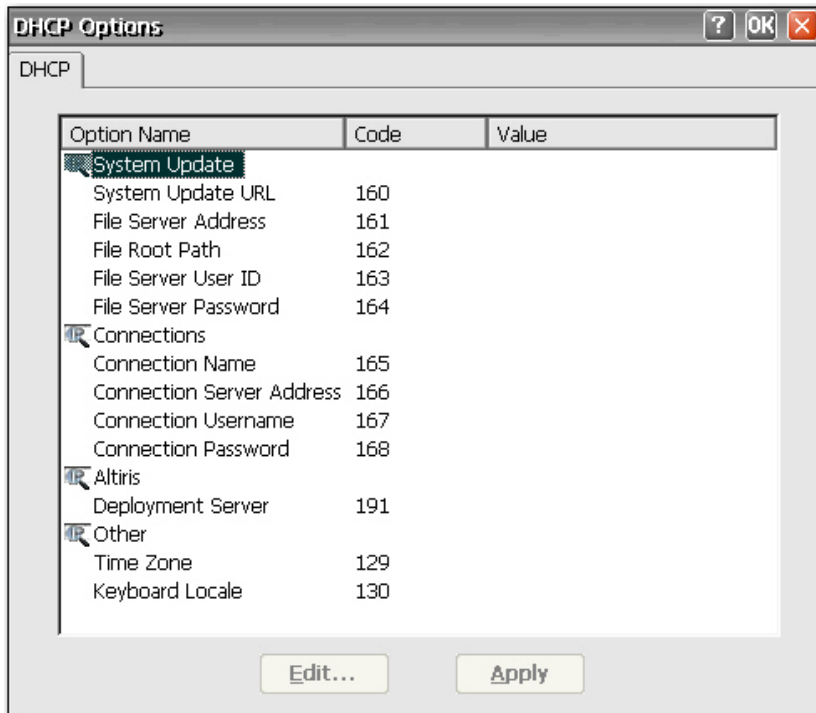 DHCP Options ? OK
DHCP
Option Name Code Value
System Update
System Update URL 160
File Server Address 161
File Root Path 162
File Server User ID 163
File Server Password 164
Connections
Connection Name 165
Connection Server Address 166
Connection Username 167
Connection Password 168
Altiris
Deployment Server 191
Other
Time Zone 129
Keyboard Locale 130
Edit... Apply